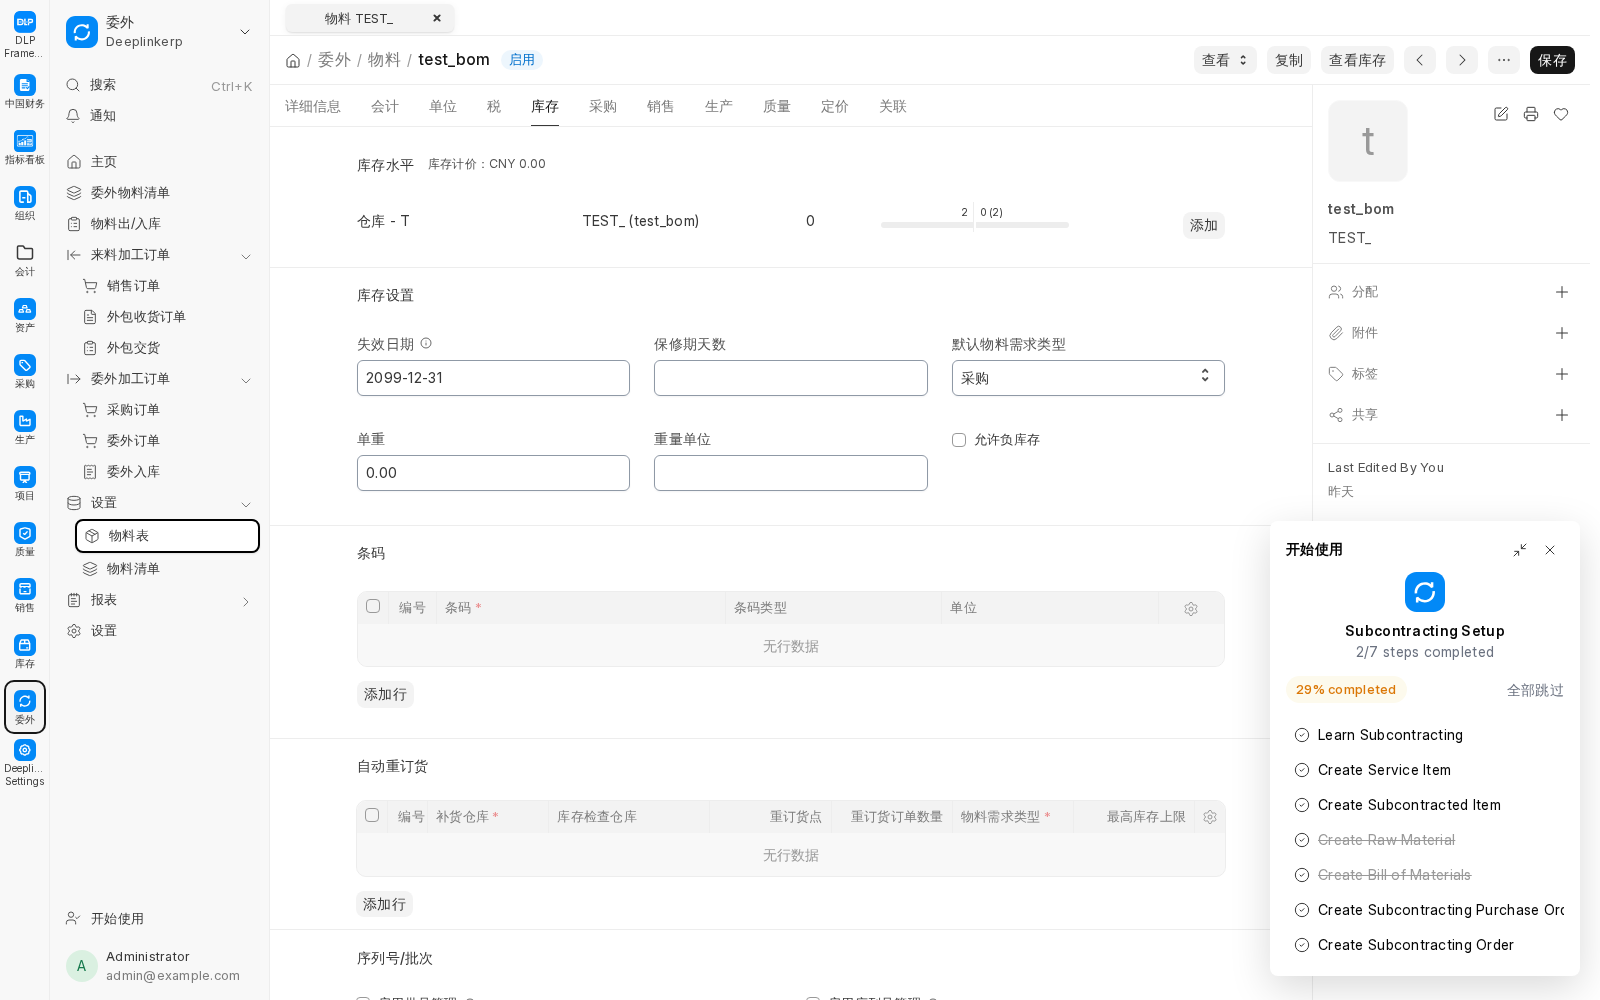 DLP
DLP
Frame...
中国财务
指标看板
组织
会计
资产
采购
生产
项目
质量
销售
库存
委外
Deepli...
Settings
委外
Deeplinkerp
搜索 Ctrl+K
通知
主页
委外物料清单
物料出/入库
来料加工订单
销售订单
外包收货订单
外包交货
委外加工订单
采购订单
委外订单
委外入库
设置
物料表
物料清单
报表
设置
开始使用
A
Administrator
admin@example.com
物料 TEST_
/ 委外 / 物料 / test_bom 启用
查看 复制 查看库存 ··· 保存
详细信息 会计 单位 税 库存 采购 销售 生产 质量 定价 关联
库存水平 库存计价：CNY 0.00
仓库 - T TEST_ (test_bom) 0 2 0 (2) 添加
库存设置
失效日期 保修期天数 默认物料需求类型
2099-12-31 采购
单重 重量单位 允许负库存
0.00
条码
编号 条码 * 条码类型 单位
无行数据
添加行
自动重订货
编号 补货仓库 * 库存检查仓库 重订货点 重订货订单数量 物料需求类型 * 最高库存上限
无行数据
添加行
序列号/批次
t
test_bom
TEST_
分配
附件
标签
共享
Last Edited By You
昨天
开始使用
Subcontracting Setup
2/7 steps completed
29% completed 全部跳过
Learn Subcontracting
Create Service Item
Create Subcontracted Item
Create Raw Material
Create Bill of Materials
Create Subcontracting Purchase Ord
Create Subcontracting Order